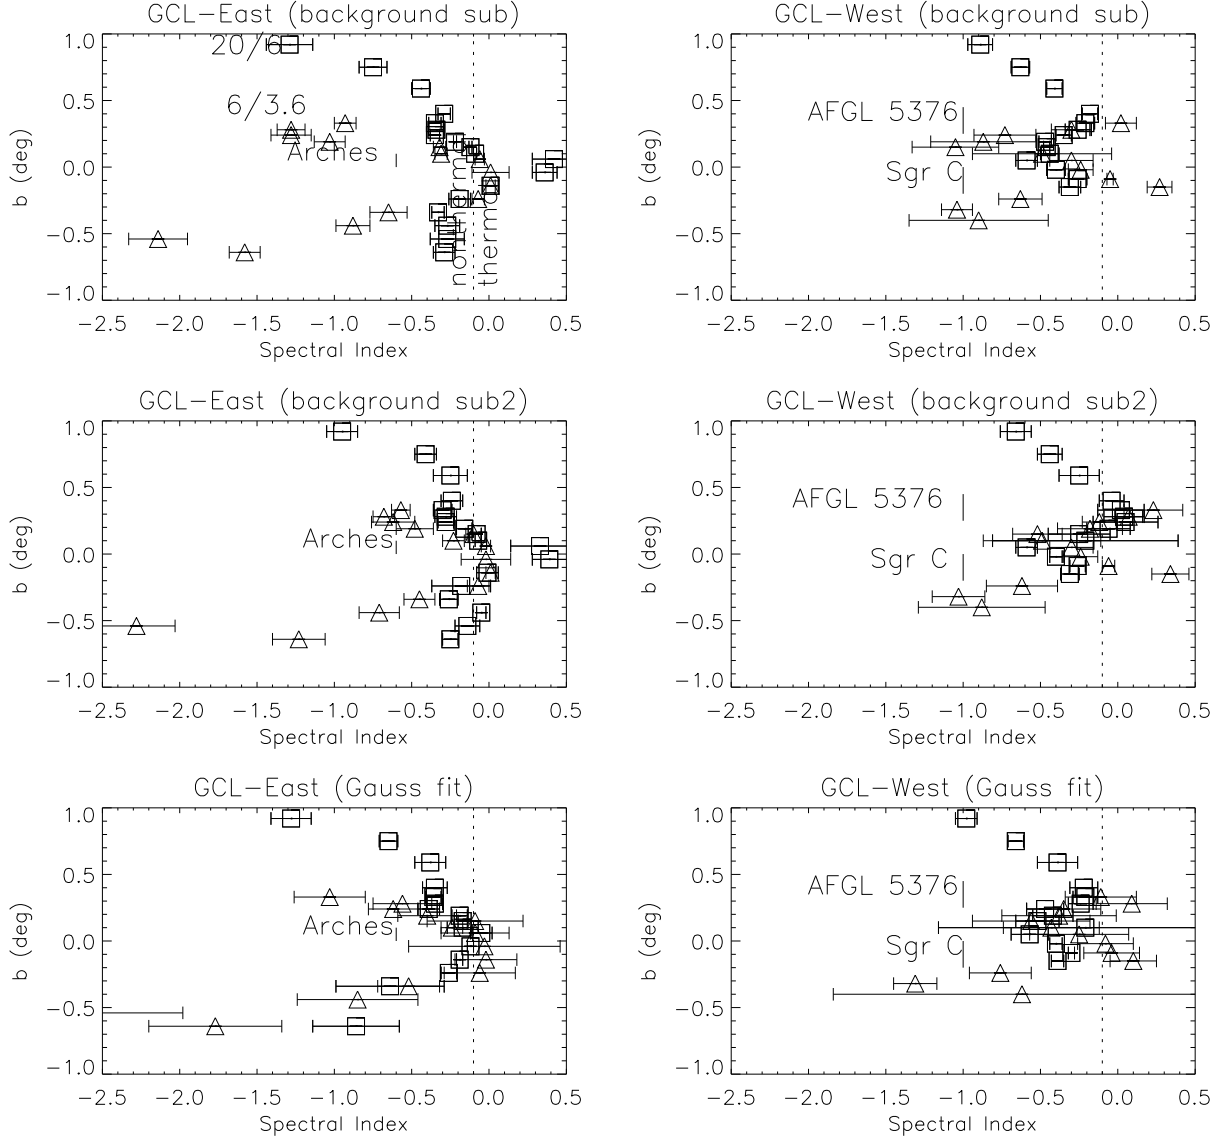 GCL-East (background sub)
1.0
0.5
0.0
-0.5
-1.0
b (deg)
20/6
6/3.6
Arches
nonthermal
thermal
-2.5 -2.0 -1.5 -1.0 -0.5 0.0 0.5
Spectral Index
GCL-West (background sub)
1.0
0.5
0.0
-0.5
-1.0
b (deg)
AFGL 5376
Sgr C
-2.5 -2.0 -1.5 -1.0 -0.5 0.0 0.5
Spectral Index
GCL-East (background sub2)
1.0
0.5
0.0
-0.5
-1.0
b (deg)
Arches
-2.5 -2.0 -1.5 -1.0 -0.5 0.0 0.5
Spectral Index
GCL-West (background sub2)
1.0
0.5
0.0
-0.5
-1.0
b (deg)
AFGL 5376
Sgr C
-2.5 -2.0 -1.5 -1.0 -0.5 0.0 0.5
Spectral Index
GCL-East (Gauss fit)
1.0
0.5
0.0
-0.5
-1.0
b (deg)
Arches
-2.5 -2.0 -1.5 -1.0 -0.5 0.0 0.5
Spectral Index
GCL-West (Gauss fit)
1.0
0.5
0.0
-0.5
-1.0
b (deg)
AFGL 5376
Sgr C
-2.5 -2.0 -1.5 -1.0 -0.5 0.0 0.5
Spectral Index